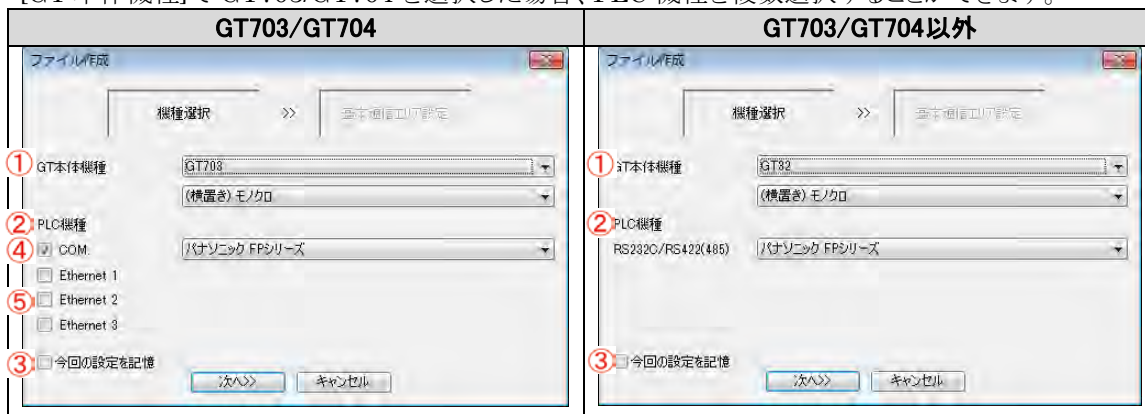 [GT本体機種]でGT703/GT704を選択した場合、PLC機種を複数選択することができます。
GT703/GT704
GT703/GT704以外
ファイル作成
機種選択 >> 基本通信エリア設定
① GT本体機種 GT703
(横置き) モノクロ
② PLC機種
④ COM パナソニック FPシリーズ
Ethernet 1
⑤ Ethernet 2
Ethernet 3
③ 今回の設定を記憶
次へ>> キャンセル
ファイル作成
機種選択 >> 基本通信エリア設定
① GT本体機種 GT32
(横置き) モノクロ
② PLC機種
RS232C/RS422(485) パナソニック FPシリーズ
③ 今回の設定を記憶
次へ>> キャンセル